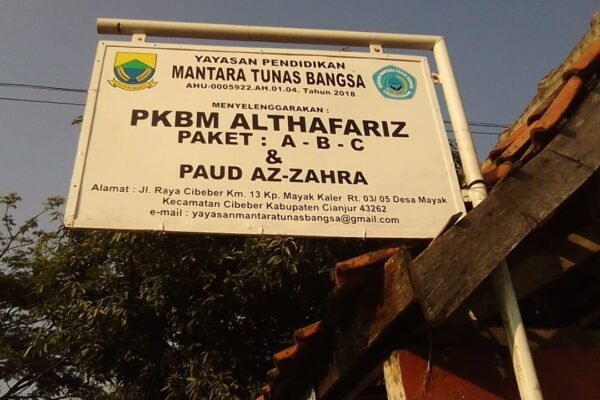 YAYASAN PENDIDIKAN
MANTARA TUNAS BANGSA
AHU-0005922.AH.01.04. Tahun 2018
MENYELENGGARAKAN :
PKBM ALTHAFARIZ
PAKET : A - B - C
&
PAUD AZ-ZAHRA
Alamat : Jl. Raya Cibeber Km. 13 Kp. Mayak Kaler Rt. 03/ 05 Desa Mayak
Kecamatan Cibeber Kabupaten Cianjur 43262
e-mail : yayasanmantaratunasbangsa@gmail.com